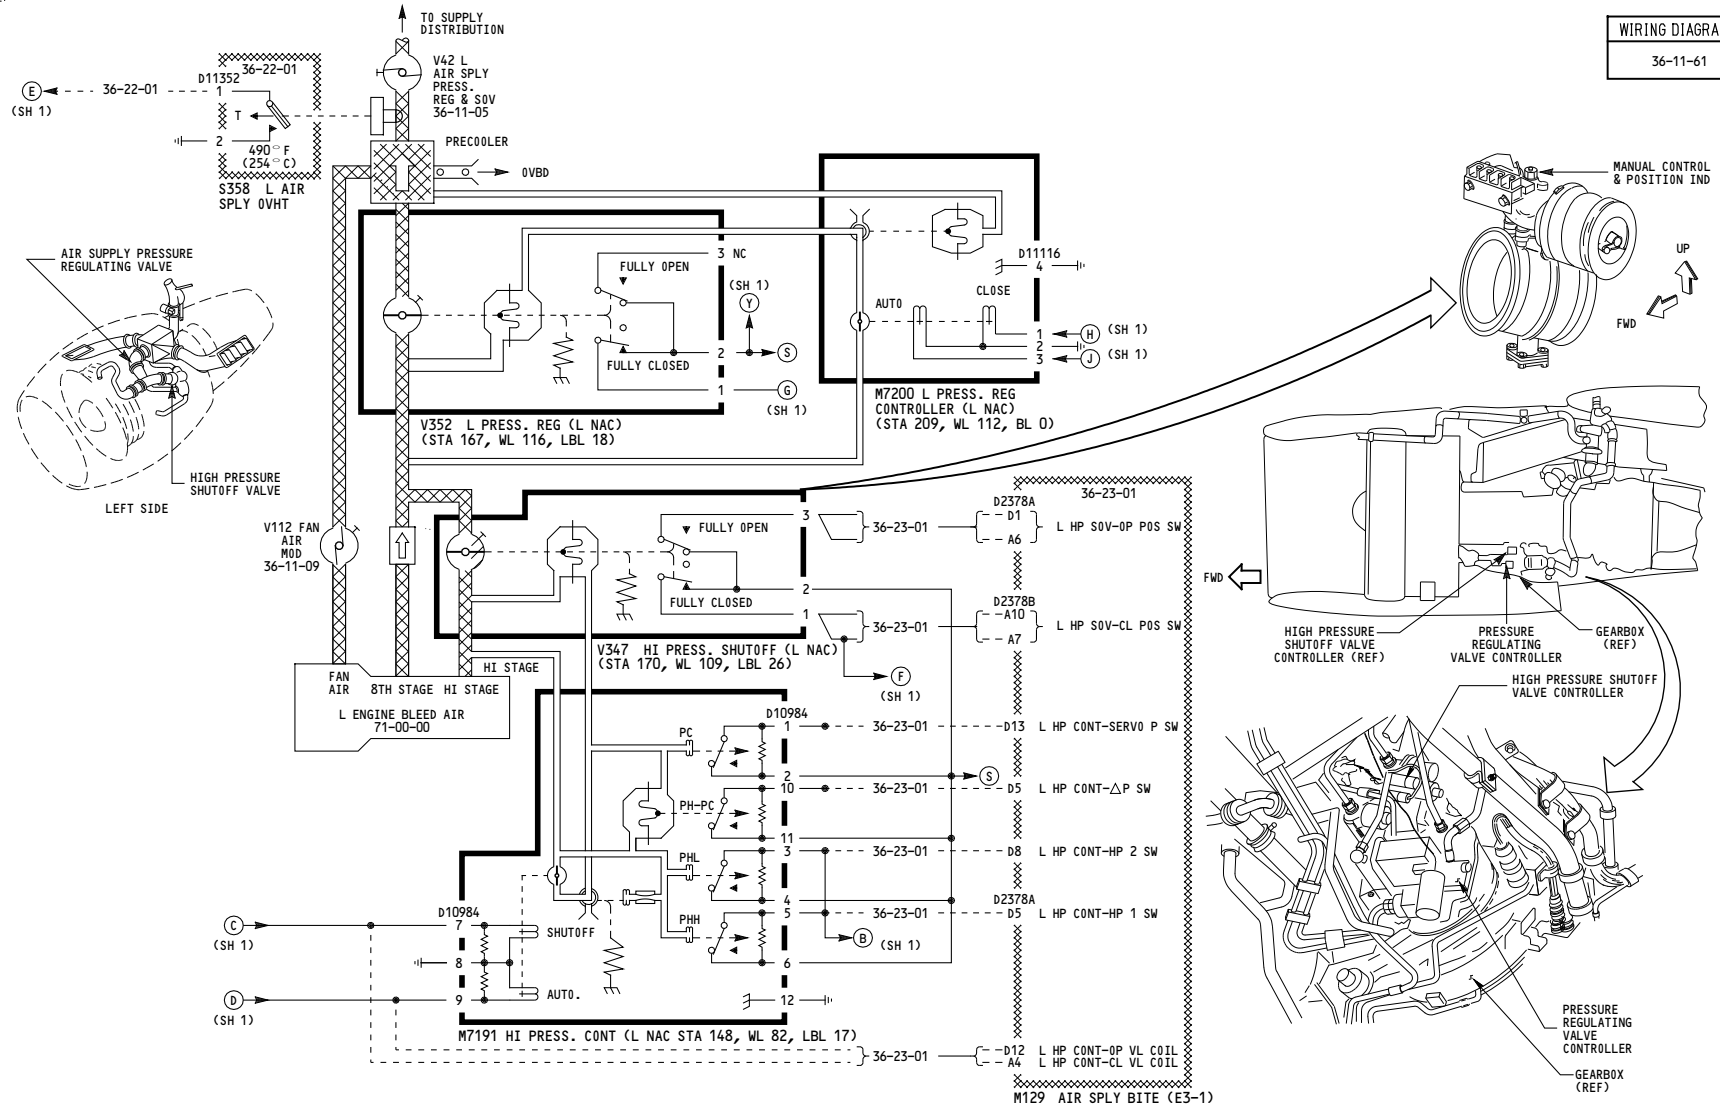 TO SUPPLY
DISTRIBUTION
WIRING DIAGRA
36-11-61
V42 L
AIR SPLY
PRESS.
REG & SOV
36-11-05
36-22-01
D11352
E
36-22-01
1
(SH 1)
T
2
490°F
(254°C)
S358 L AIR
SPLY OVHT
PRECOOLER
OVBD
MANUAL CONTROL
& POSITION IND
UP
FWD
AIR SUPPLY PRESSURE
REGULATING VALVE
HIGH PRESSURE
SHUTOFF VALVE
LEFT SIDE
3 NC
FULLY OPEN
(SH 1)
Y
2
S
FULLY CLOSED
1
G
(SH 1)
V352 L PRESS. REG (L NAC)
(STA 167, WL 116, LBL 18)
D11116
4
CLOSE
AUTO
1
H
(SH 1)
2
3
J
(SH 1)
M7200 L PRESS. REG
CONTROLLER (L NAC)
(STA 209, WL 112, BL 0)
V112 FAN
AIR
MOD
36-11-09
3
FULLY OPEN
2
FULLY CLOSED
1
V347 HI PRESS. SHUTOFF (L NAC)
(STA 170, WL 109, LBL 26)
36-23-01
36-23-01
F
(SH 1)
36-23-01
D2378A
D1
L HP SOV-OP POS SW
A6
D2378B
A10
L HP SOV-CL POS SW
A7
FAN
AIR
8TH STAGE
HI STAGE
HI STAGE
L ENGINE BLEED AIR
71-00-00
D10984
PC
1
36-23-01
D13
L HP CONT-SERVO P SW
2
S
PH-PC
10
36-23-01
D5
L HP CONT-△P SW
11
PHL
3
36-23-01
D8
L HP CONT-HP 2 SW
4
D2378A
PHH
5
36-23-01
D5
L HP CONT-HP 1 SW
B
(SH 1)
6
12
C
(SH 1)
D10984
7
SHUTOFF
8
D
(SH 1)
9
AUTO.
M7191 HI PRESS. CONT (L NAC STA 148, WL 82, LBL 17)
36-23-01
D12
L HP CONT-OP VL COIL
A4
L HP CONT-CL VL COIL
M129 AIR SPLY BITE (E3-1)
FWD
HIGH PRESSURE
SHUTOFF VALVE
CONTROLLER (REF)
PRESSURE
REGULATING
VALVE CONTROLLER
GEARBOX
(REF)
HIGH PRESSURE SHUTOFF
VALVE CONTROLLER
PRESSURE
REGULATING
VALVE
CONTROLLER
GEARBOX
(REF)